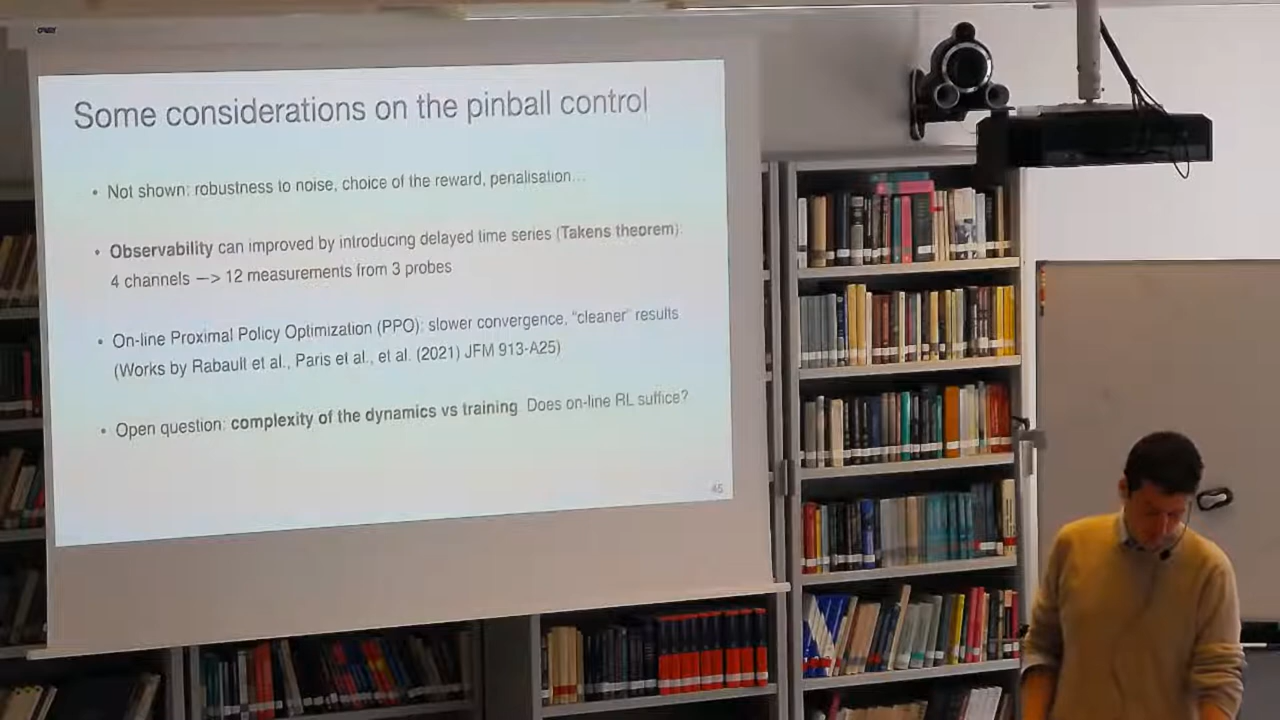 Some considerations on the pinball control
• Not shown: robustness to noise, choice of the reward, penalisation...
• Observability can improved by introducing delayed time series (Takens theorem):
4 channels —> 12 measurements from 3 probes
• On-line Proximal Policy Optimization (PPO): slower convergence, "cleaner" results
(Works by Rabault et al., Paris et al., et al. (2021) JFM 913-A25)
• Open question: complexity of the dynamics vs training Does on-line RL suffice?
45